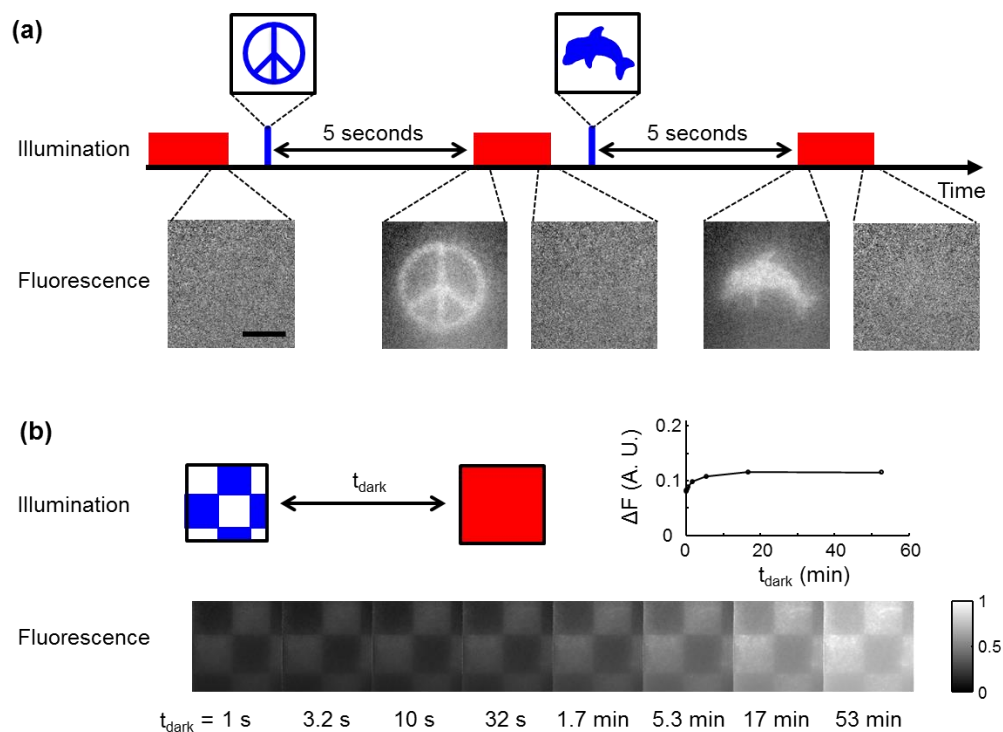 (a)
5 seconds
5 seconds
Illumination
Time
Fluorescence
(b)
t_dark
Illumination
0.2
0.1
0
ΔF (A. U.)
0
20
40
60
t_dark (min)
Fluorescence
1
0.5
0
t_dark = 1 s
3.2 s
10 s
32 s
1.7 min
5.3 min
17 min
53 min